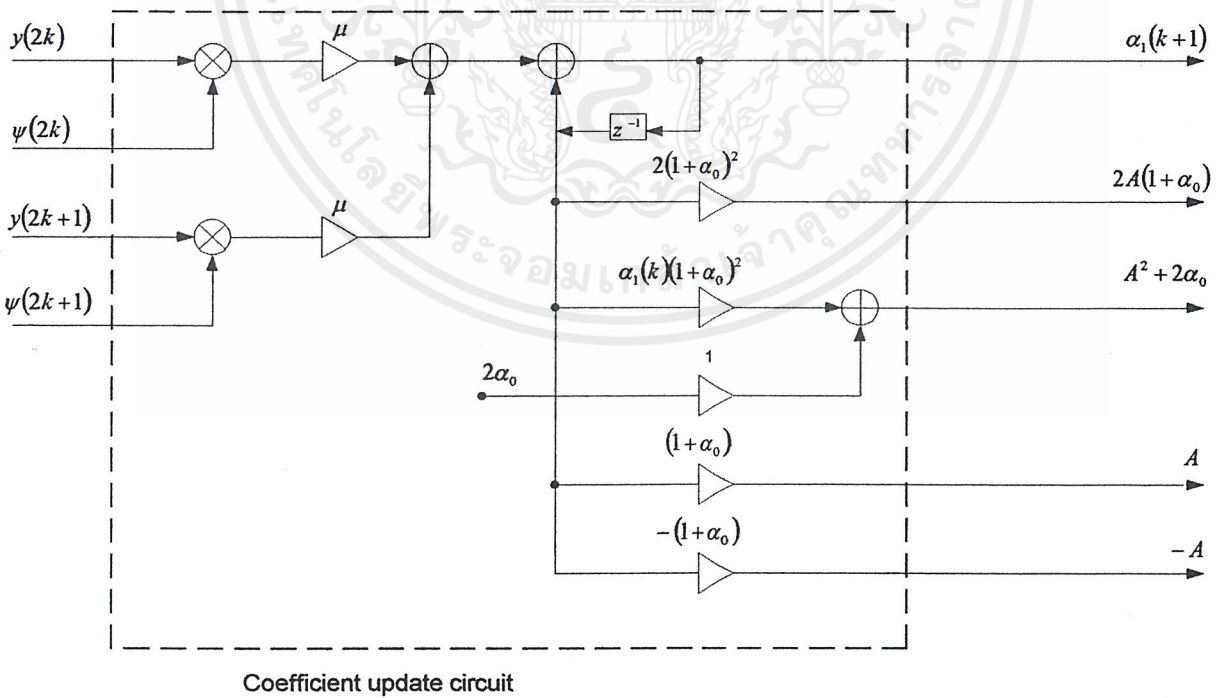 y(2k)
μ
α₁(k+1)
ψ(2k)
z⁻¹
2(1+α₀)²
2A(1+α₀)
y(2k+1)
μ
α₁(k)(1+α₀)²
A²+2α₀
ψ(2k+1)
1
2α₀
(1+α₀)
A
-(1+α₀)
-A
Coefficient update circuit